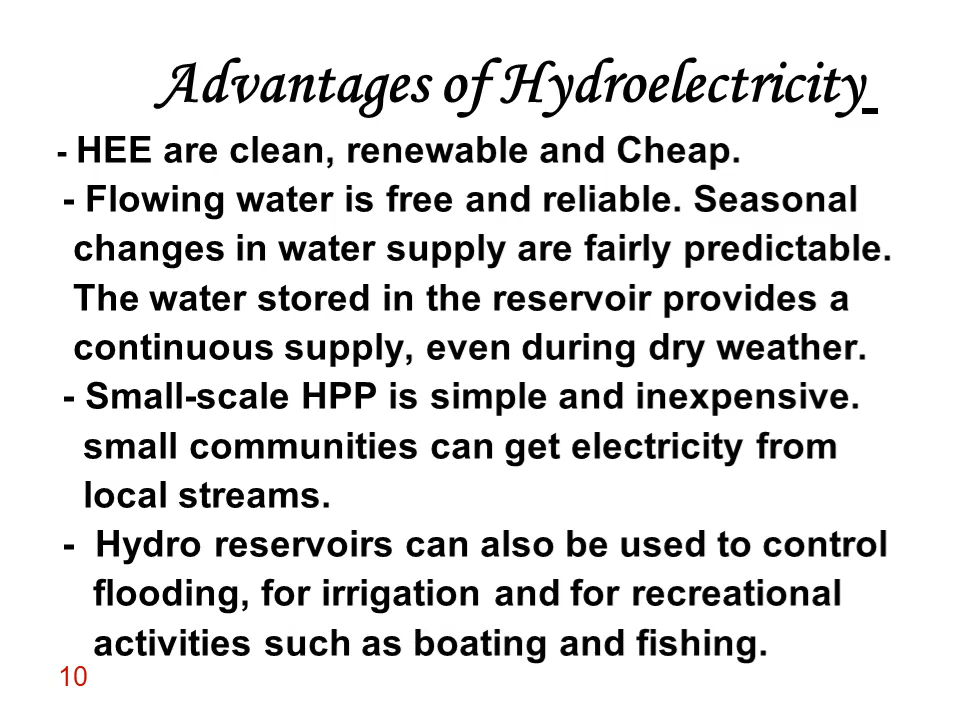 Advantages of Hydroelectricity
- HEE are clean, renewable and Cheap.
- Flowing water is free and reliable. Seasonal
changes in water supply are fairly predictable.
The water stored in the reservoir provides a
continuous supply, even during dry weather.
- Small-scale HPP is simple and inexpensive.
small communities can get electricity from
local streams.
- Hydro reservoirs can also be used to control
flooding, for irrigation and for recreational
activities such as boating and fishing.
10